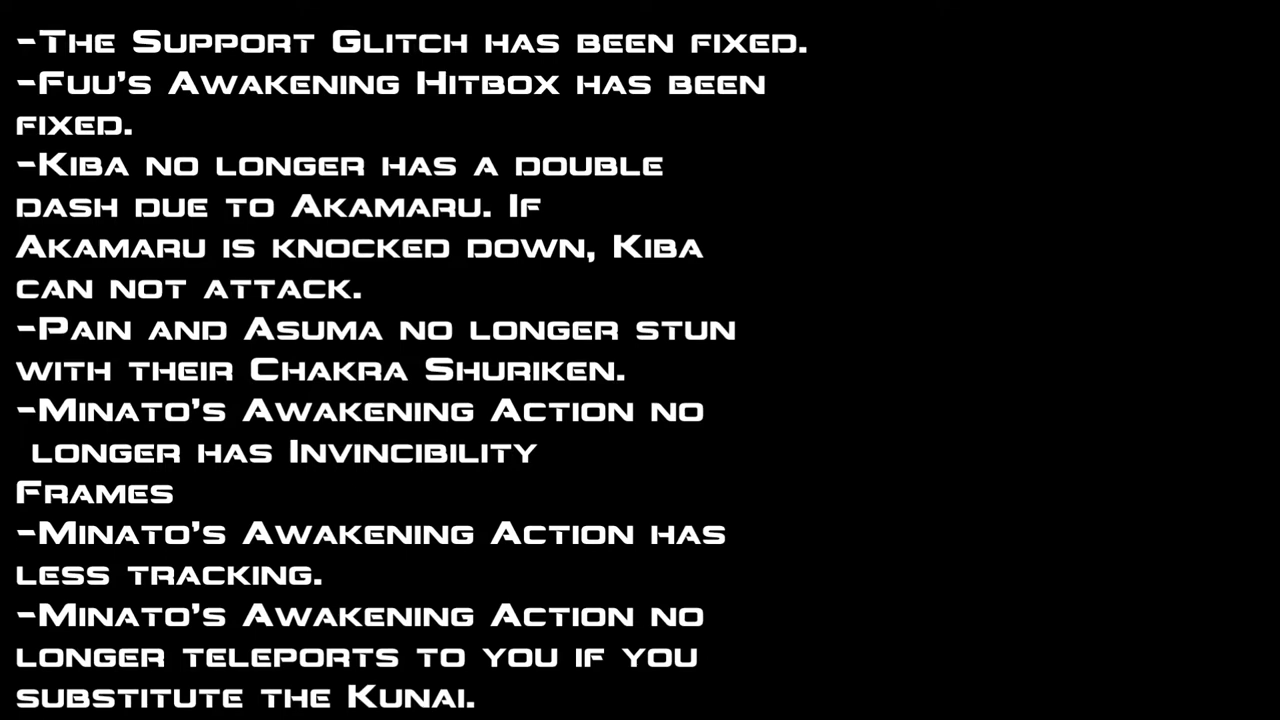 -The Support Glitch has been fixed.
-Fuu's Awakening Hitbox has been
fixed.
-Kiba no longer has a double
dash due to Akamaru. If
Akamaru is knocked down, Kiba
can not attack.
-Pain and Asuma no longer stun
with their Chakra Shuriken.
-Minato's Awakening Action no
longer has Invincibility
Frames
-Minato's Awakening Action has
less tracking.
-Minato's Awakening Action no
longer teleports to you if you
substitute the Kunai.